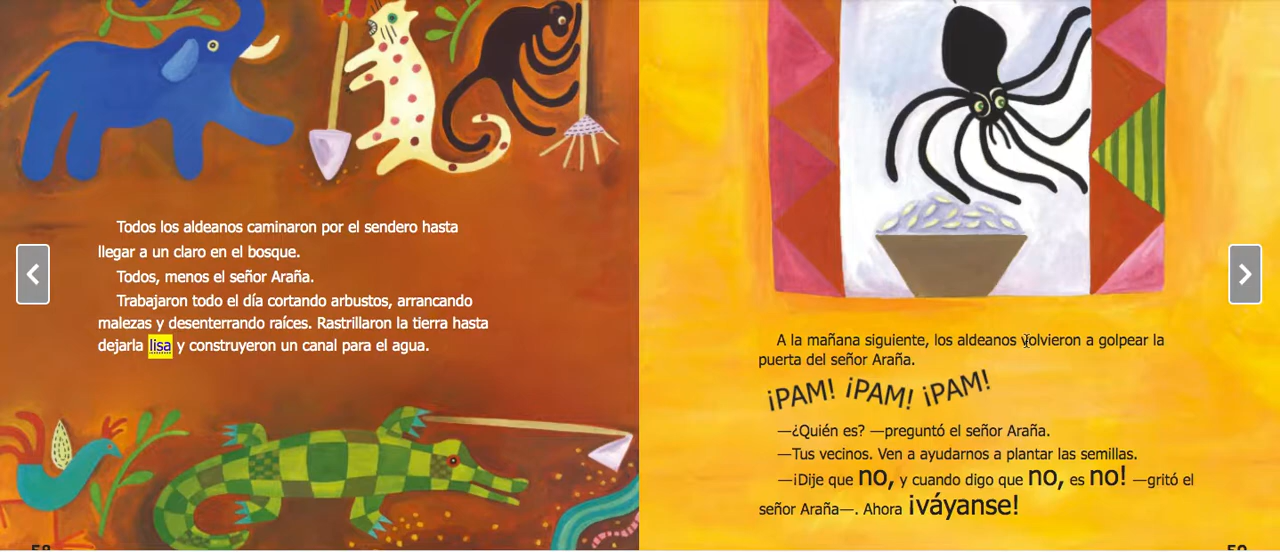 Todos los aldeanos caminaron por el sendero hasta
llegar a un claro en el bosque.
Todos, menos el señor Araña.
Trabajaron todo el día cortando arbustos, arrancando
malezas y desenterrando raíces. Rastrillaron la tierra hasta
dejarla lisa y construyeron un canal para el agua.
A la mañana siguiente, los aldeanos volvieron a golpear la
puerta del señor Araña.
¡PAM! ¡PAM! ¡PAM!
—¿Quién es? —preguntó el señor Araña.
—Tus vecinos. Ven a ayudarnos a plantar las semillas.
—¡Dije que no, y cuando digo que no, es no! —gritó el
señor Araña—. Ahora ¡váyanse!